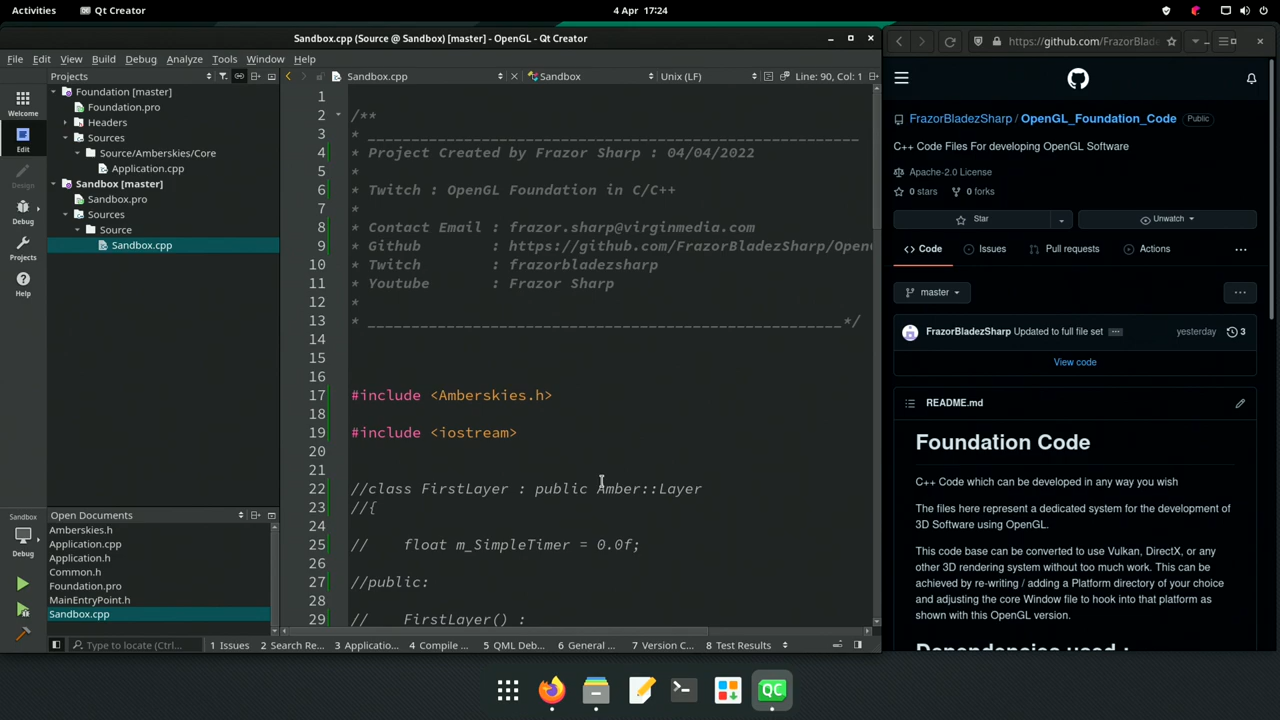 Activities
Qt Creator
4 Apr 17:24
Sandbox.cpp (Source @ Sandbox) [master] - OpenGL - Qt Creator
File Edit View Build Debug Analyze Tools Window Help
Projects
Sandbox.cpp
Sandbox
Unix (LF)
Line: 90, Col: 1
Welcome
Edit
Design
Debug
Projects
Help
Foundation [master]
Foundation.pro
Headers
Sources
Source/Amberskies/Core
Application.cpp
Sandbox [master]
Sandbox.pro
Sources
Source
Sandbox.cpp
Sandbox
Debug
Open Documents
Amberskies.h
Application.cpp
Application.h
Common.h
Foundation.pro
MainEntryPoint.h
Sandbox.cpp
1
2 /**
3 * ________________________________________________________
4 * Project Created by Frazor Sharp : 04/04/2022
5 *
6 * Twitch : OpenGL Foundation in C/C++
7 *
8 * Contact Email : frazor.sharp@virginmedia.com
9 * Github : https://github.com/FrazorBladezSharp/Open
10 * Twitch : frazorbladezsharp
11 * Youtube : Frazor Sharp
12 *
13 * ______________________________________________________*/
14
15
16
17 #include <Amberskies.h>
18
19 #include <iostream>
20
21
22 //class FirstLayer : public Amber::Layer
23 //{
24
25 // float m_SimpleTimer = 0.0f;
26
27 //public:
28
29 // FirstLayer() :
Type to locate (Ctrl...
1 Issues
2 Search Re...
3 Applicatio...
4 Compile ...
5 QML Deb...
6 General ...
7 Version C...
8 Test Results
https://github.com/FrazorBlade
FrazorBladezSharp / OpenGL_Foundation_Code
Public
C++ Code Files For developing OpenGL Software
Apache-2.0 License
0 stars 0 forks
Star
Unwatch
Code
Issues
Pull requests
Actions
master
FrazorBladezSharp Updated to full file set
yesterday
3
View code
README.md
Foundation Code
C++ Code which can be developed in any way you wish
The files here represent a dedicated system for the development of
3D Software using OpenGL.
This code base can be converted to use Vulkan, DirectX, or any
other 3D rendering system without too much work. This can be
achieved by re-writing / adding a Platform directory of your choice
and adjusting the core Window file to hook into that platform as
shown with this OpenGL version.
Dependencies used :
QC